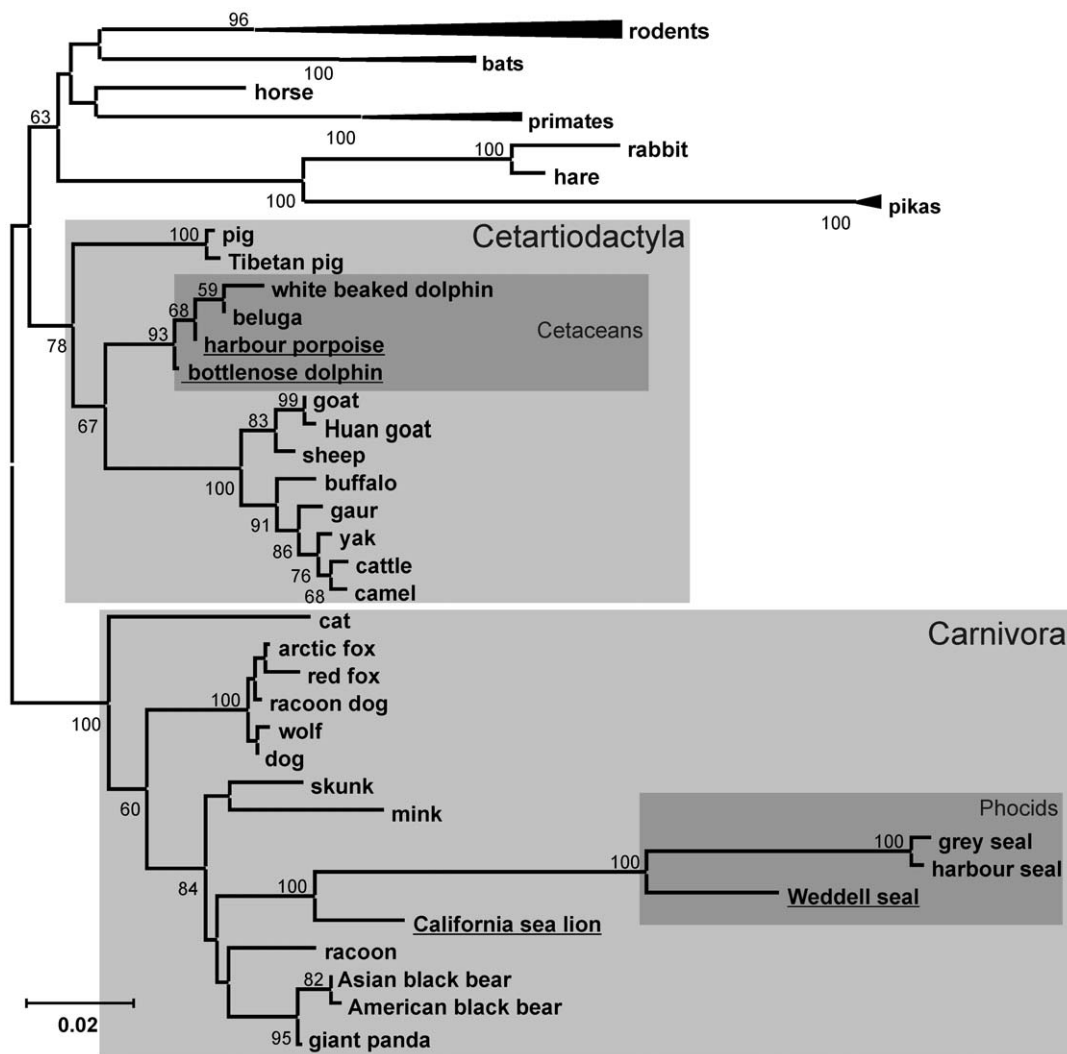 96
rodents
100
bats
horse
63
100
primates
100
rabbit
hare
100
100
pikas
Cetartiodactyla
100
pig
Tibetan pig
59
white beaked dolphin
68
beluga
Cetaceans
93
harbour porpoise
78
bottlenose dolphin
99
goat
67
83
Huan goat
sheep
100
buffalo
91
gaur
86
yak
76
cattle
68
camel
cat
Carnivora
arctic fox
red fox
100
racoon dog
100
wolf
dog
skunk
60
mink
Phocids
100
grey seal
100
harbour seal
84
100
Weddell seal
California sea lion
racoon
82
Asian black bear
American black bear
0.02
95
giant panda